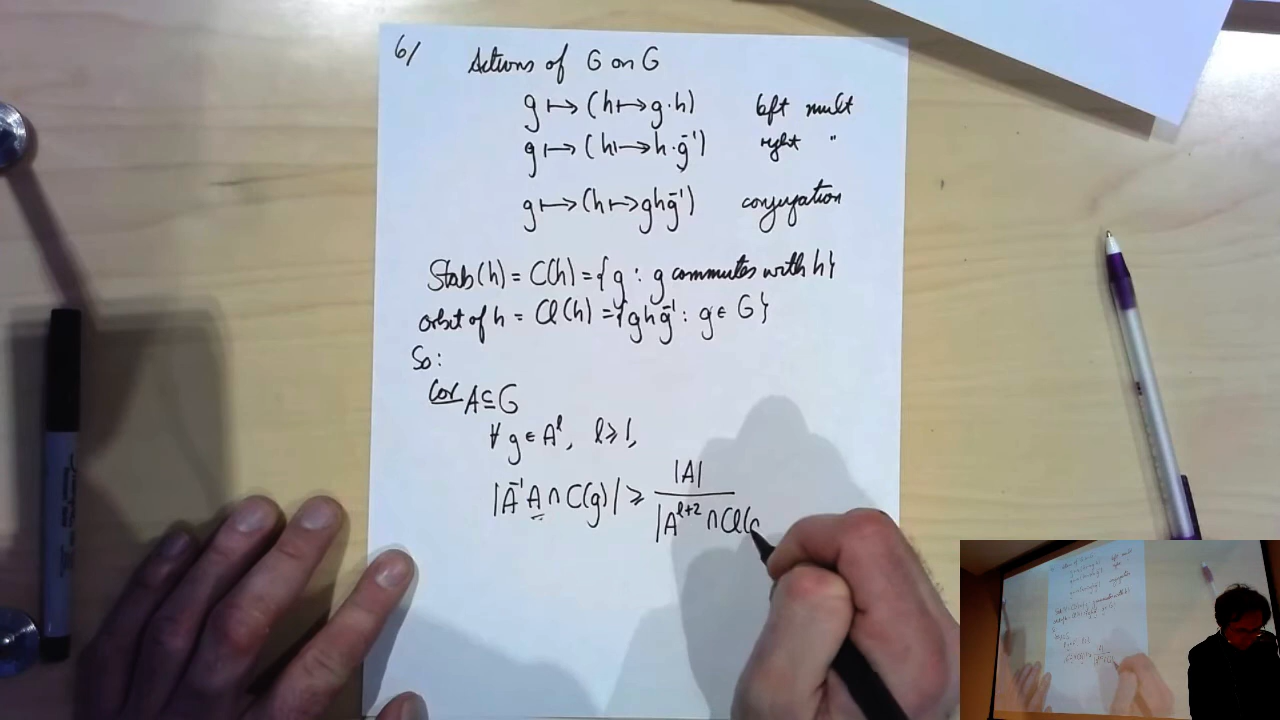 6/ Actions of G on G
g ↦ (h ↦ g·h) left mult
g ↦ (h ↦ h·g⁻¹) right "
g ↦ (h ↦ ghg⁻¹) conjugation
Stab(h) = C(h) = {g : g commutes with h}
orbit of h = Cl(h) = {ghg⁻¹ : g ∈ G}
So:
Cor A ⊆ G
∀ g ∈ Aˡ, l ≥ 1,
|A⁻¹A ∩ C(g)| ≥ |A| / |Aˡ⁺² ∩ Cl(